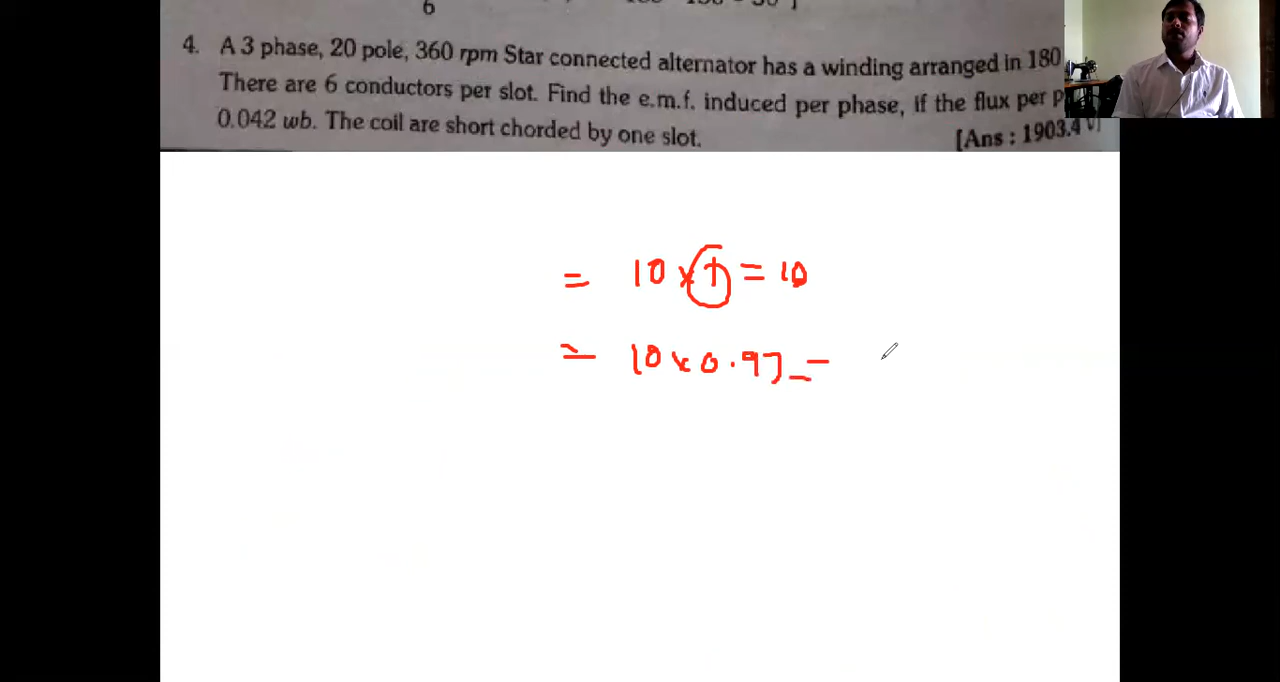 6
4. A 3 phase, 20 pole, 360 rpm Star connected alternator has a winding arranged in 180
There are 6 conductors per slot. Find the e.m.f. induced per phase, if the flux per p
0.042 wb. The coil are short chorded by one slot.
[Ans : 1903.4 V]
= 10 × 1 = 10
= 10 × 0.97 =